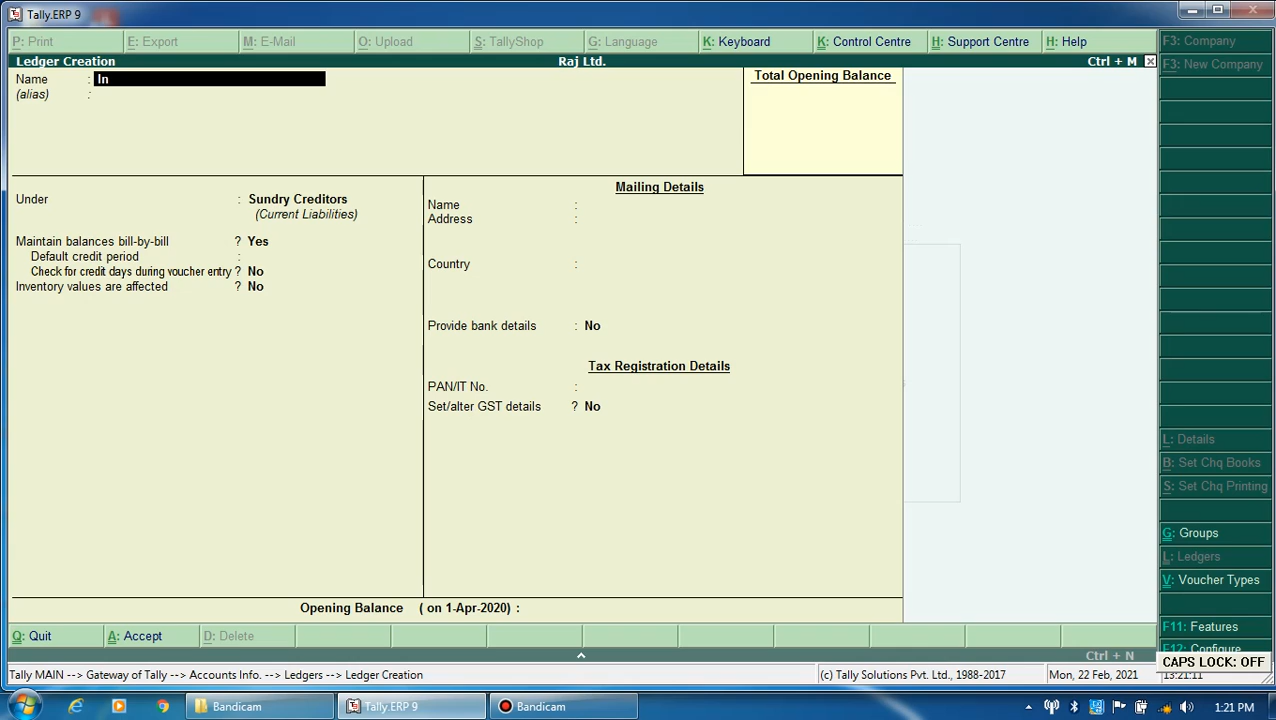 Tally.ERP 9
P: Print E: Export M: E-Mail O: Upload S: TallyShop G: Language K: Keyboard K: Control Centre H: Support Centre H: Help
F3: Company
Ledger Creation Raj Ltd. Ctrl + M
F3: New Company
Name : In
(alias) :
Total Opening Balance
Under : Sundry Creditors
(Current Liabilities)
Maintain balances bill-by-bill ? Yes
Default credit period :
Check for credit days during voucher entry ? No
Inventory values are affected ? No
Mailing Details
Name :
Address :
Country :
Provide bank details : No
Tax Registration Details
PAN/IT No. :
Set/alter GST details ? No
Opening Balance ( on 1-Apr-2020) :
L: Details
B: Set Chq Books
S: Set Chq Printing
G: Groups
L: Ledgers
V: Voucher Types
F11: Features
F12: Configure
CAPS LOCK: OFF
Q: Quit A: Accept D: Delete
Ctrl + N
Tally MAIN --> Gateway of Tally --> Accounts Info. --> Ledgers --> Ledger Creation (c) Tally Solutions Pvt. Ltd., 1988-2017 Mon, 22 Feb, 2021 13:21:11
Bandicam Tally.ERP 9 Bandicam 1:21 PM